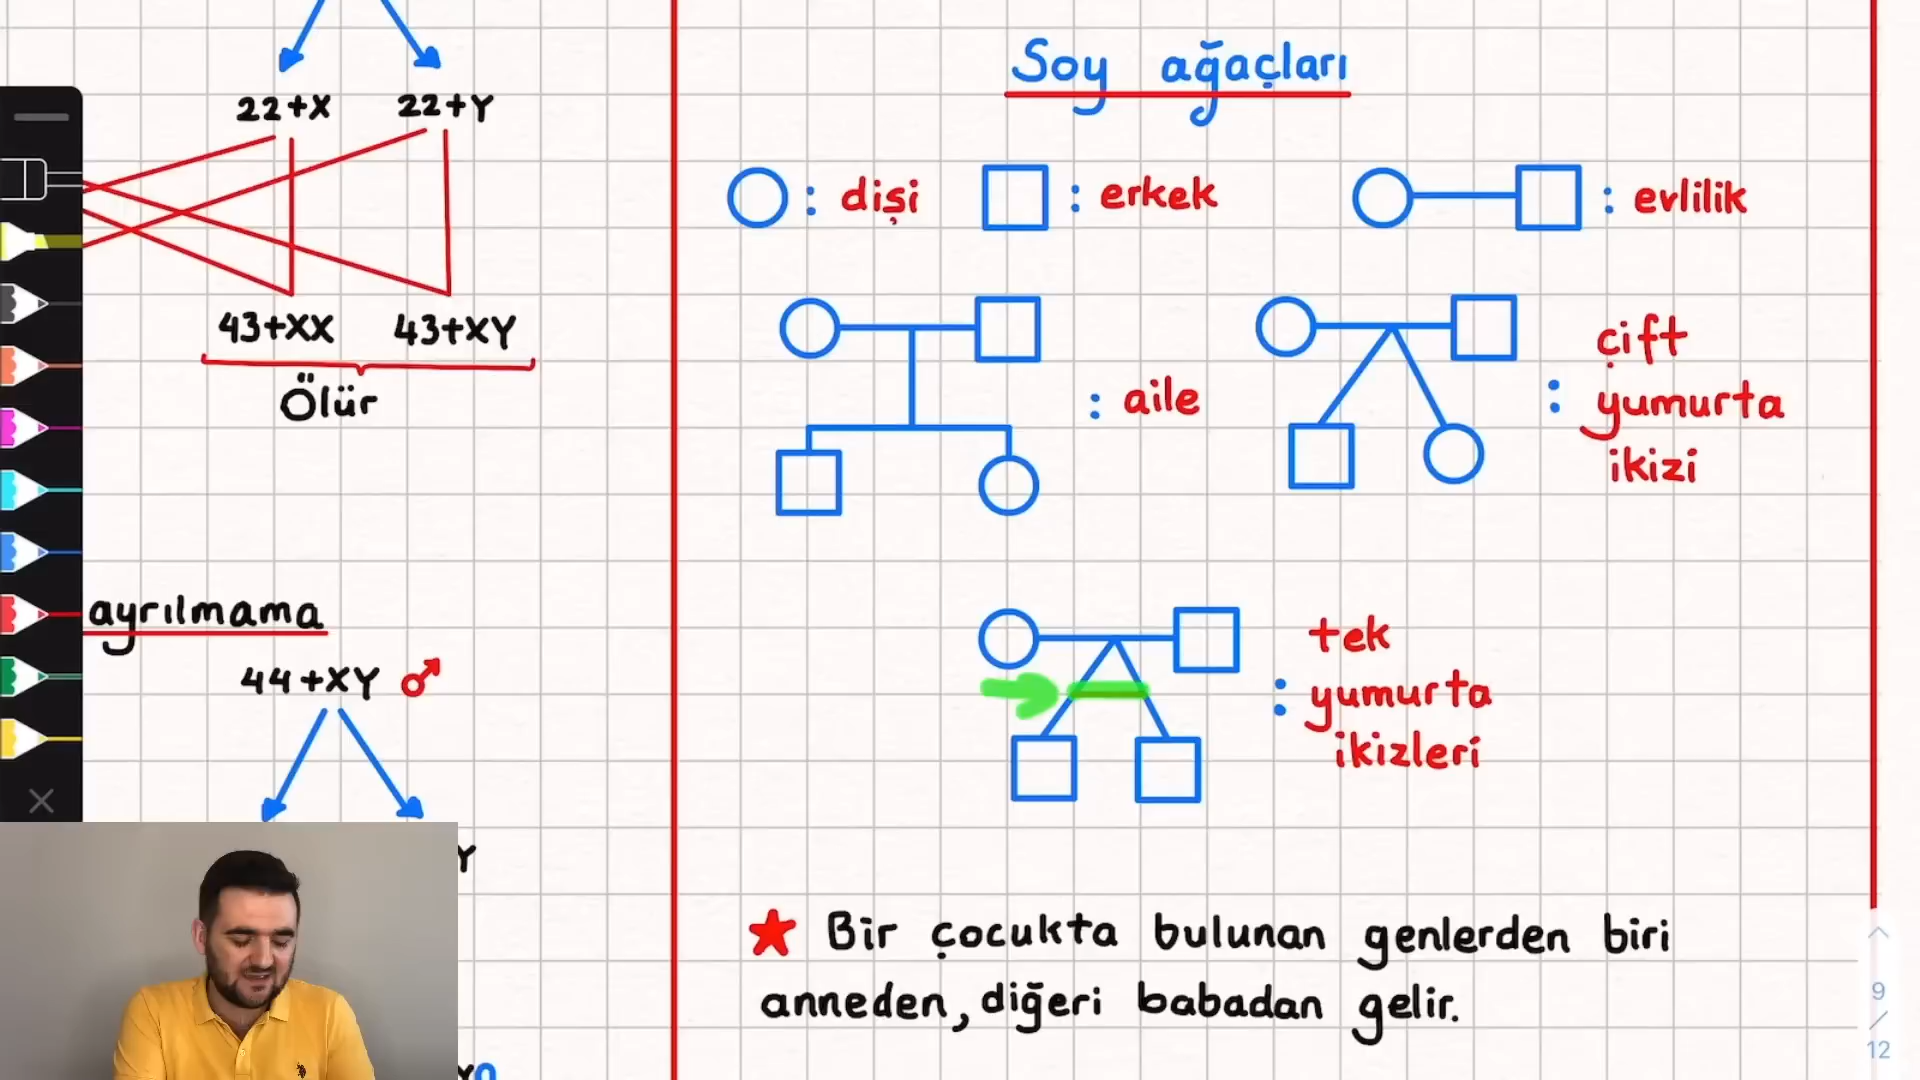 22+X 22+Y
43+XX 43+XY
Ölür
ayrılmama
44+XY ♂
Y
Soy ağaçları
: dişi : erkek : evlilik
: aile
: çift
yumurta
ikizi
: tek
yumurta
ikizleri
★ Bir çocukta bulunan genlerden biri
anneden, diğeri babadan gelir.
9
/
12